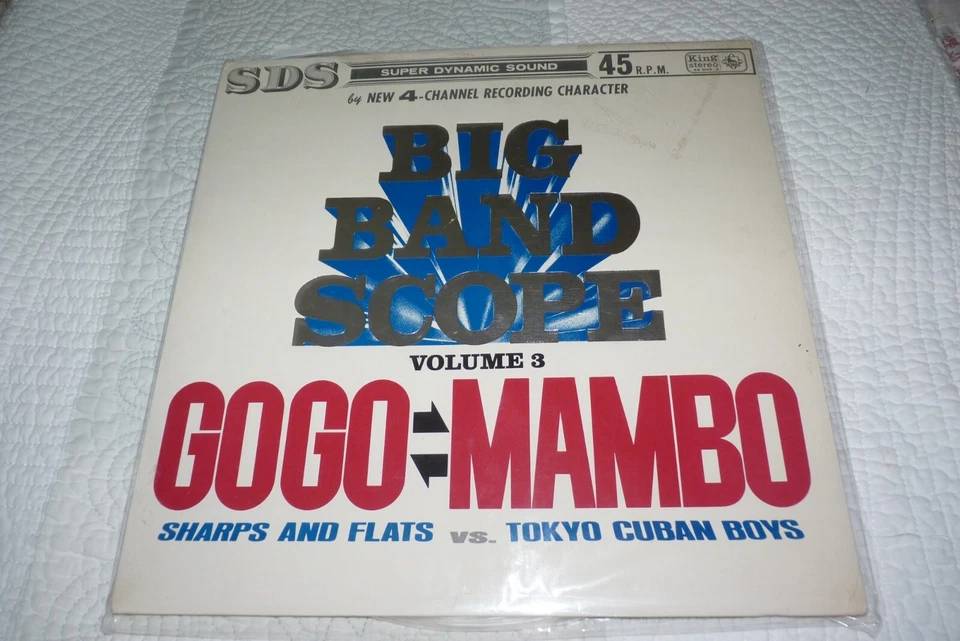 SDS
SUPER DYNAMIC SOUND
45 R.P.M.
King
stereo
by NEW 4-CHANNEL RECORDING CHARACTER
BIG
BAND
SCOPE
VOLUME 3
GOGO MAMBO
SHARPS AND FLATS vs. TOKYO CUBAN BOYS